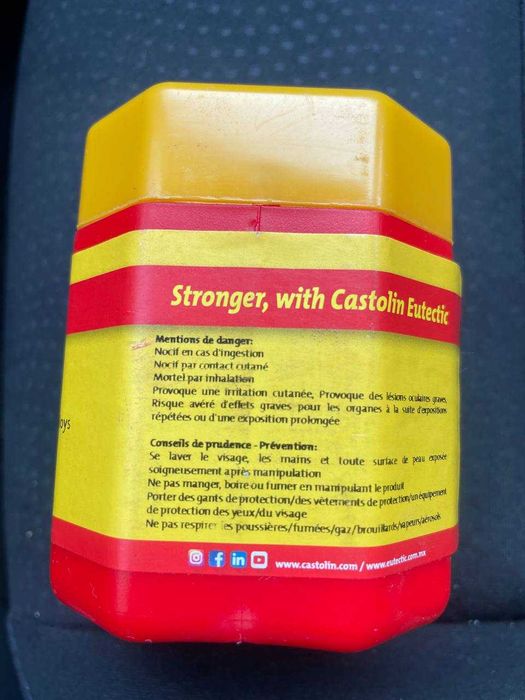 Stronger, with Castolin Eutectic
Mentions de danger:
Nocif en cas d'ingestion
Nocif par contact cutané
Mortel par inhalation
Provoque une irritation cutanée, Provoque des lésions oculaires graves,
Risque avéré d'effets graves pour les organes à la suite d'expositions
répétées ou d'une exposition prolongée
oys
Conseils de prudence - Prévention:
Se laver le visage, les mains et toute surface de peau exposée
soigneusement après manipulation
Ne pas manger, boire ou fumer en manipulant le produit
Porter des gants de protection/des vêtements de protection/un équipement
de protection des yeux/du visage
Ne pas respirer les poussières/fumées/gaz/brouillards/vapeurs/aérosols
www.castolin.com / www.eutectic.com.mx